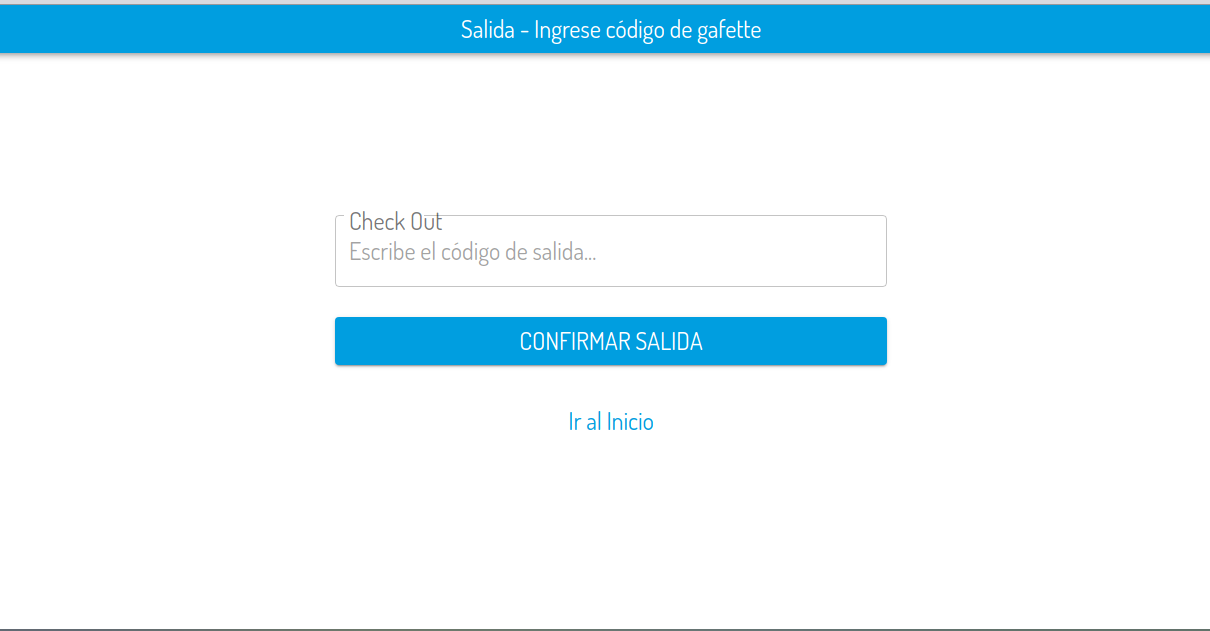 Salida - Ingrese código de gafette
Check Out
Escribe el código de salida...
CONFIRMAR SALIDA
Ir al Inicio